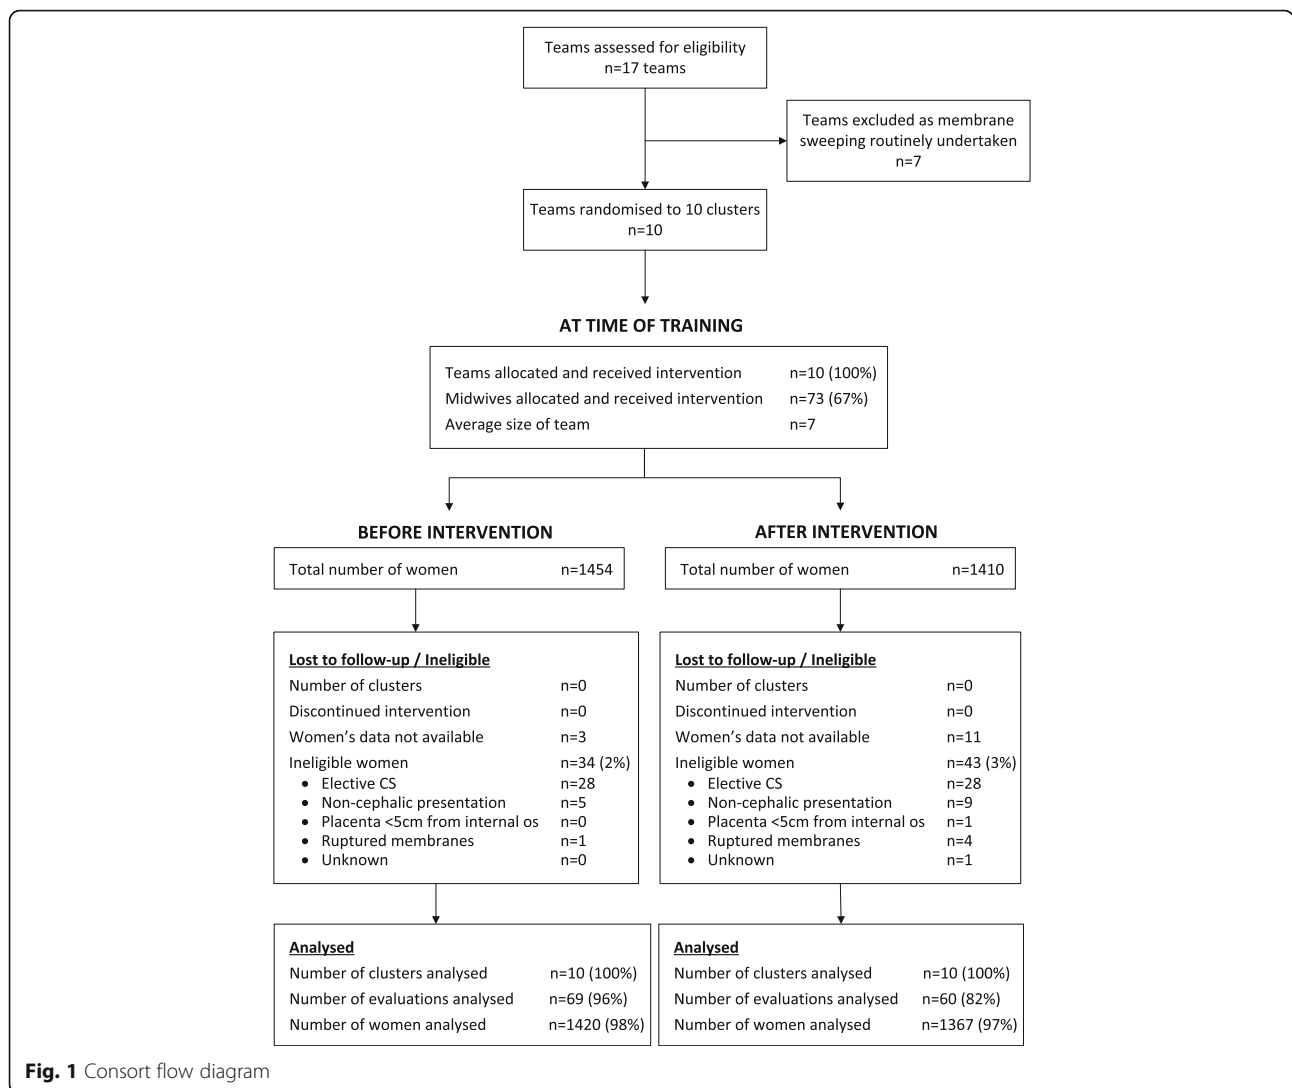 Teams assessed for eligibility
n=17 teams
Teams excluded as membrane
sweeping routinely undertaken
n=7
Teams randomised to 10 clusters
n=10
AT TIME OF TRAINING
Teams allocated and received intervention n=10 (100%)
Midwives allocated and received intervention n=73 (67%)
Average size of team n=7
BEFORE INTERVENTION
Total number of women n=1454
Lost to follow-up / Ineligible
Number of clusters n=0
Discontinued intervention n=0
Women's data not available n=3
Ineligible women n=34 (2%)
• Elective CS n=28
• Non-cephalic presentation n=5
• Placenta <5cm from internal os n=0
• Ruptured membranes n=1
• Unknown n=0
Analysed
Number of clusters analysed n=10 (100%)
Number of evaluations analysed n=69 (96%)
Number of women analysed n=1420 (98%)
AFTER INTERVENTION
Total number of women n=1410
Lost to follow-up / Ineligible
Number of clusters n=0
Discontinued intervention n=0
Women's data not available n=11
Ineligible women n=43 (3%)
• Elective CS n=28
• Non-cephalic presentation n=9
• Placenta <5cm from internal os n=1
• Ruptured membranes n=4
• Unknown n=1
Analysed
Number of clusters analysed n=10 (100%)
Number of evaluations analysed n=60 (82%)
Number of women analysed n=1367 (97%)
Fig. 1 Consort flow diagram